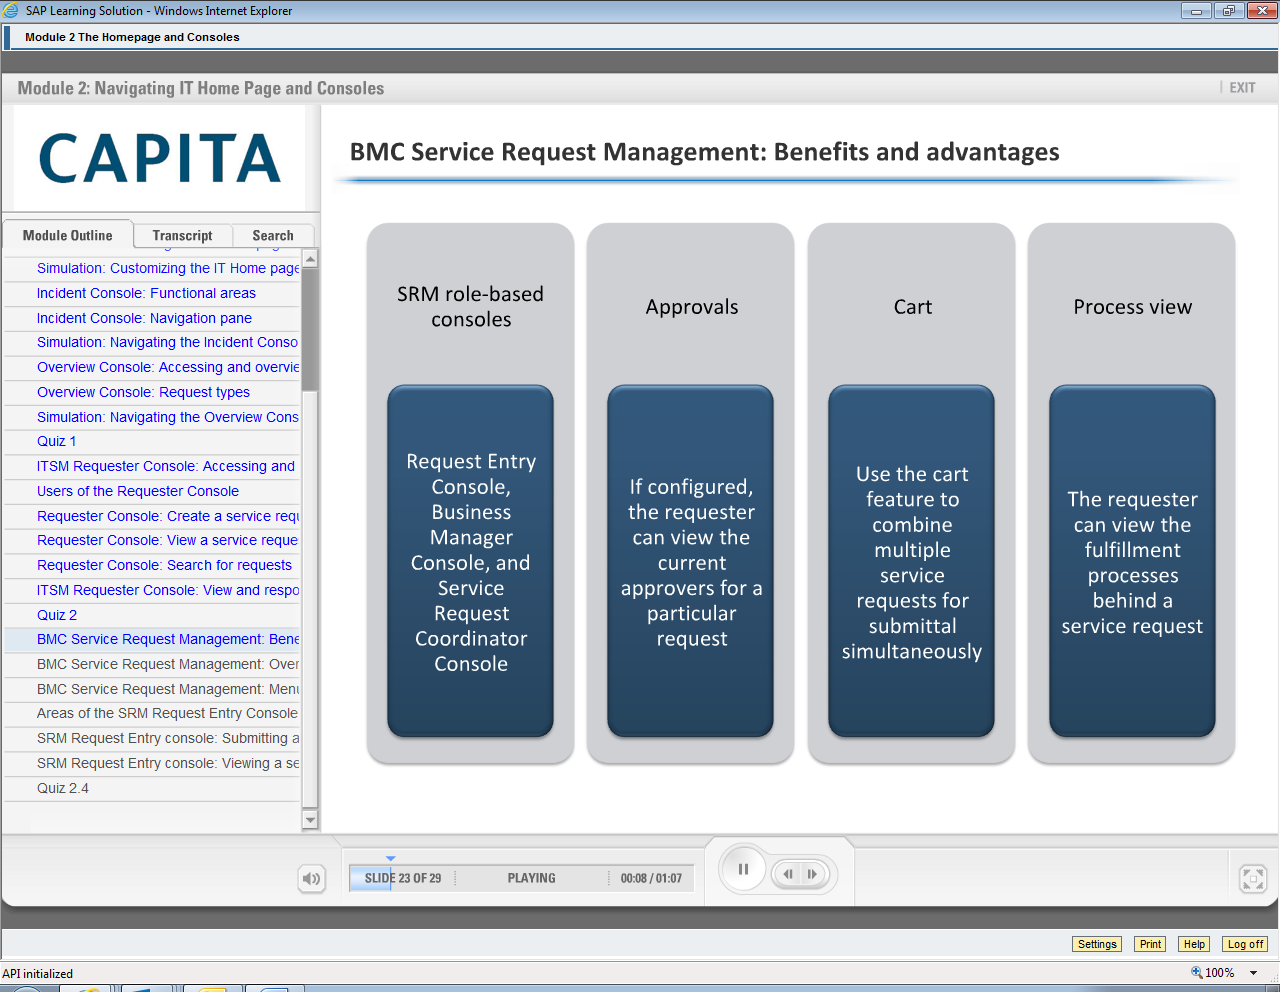 SAP Learning Solution - Windows Internet Explorer
Module 2 The Homepage and Consoles
Module 2: Navigating IT Home Page and Consoles
EXIT
CAPITA
Module Outline
Transcript
Search
Simulation: Customizing the IT Home page
Incident Console: Functional areas
Incident Console: Navigation pane
Simulation: Navigating the Incident Conso
Overview Console: Accessing and overvie
Overview Console: Request types
Simulation: Navigating the Overview Cons
Quiz 1
ITSM Requester Console: Accessing and
Users of the Requester Console
Requester Console: Create a service requ
Requester Console: View a service reque
Requester Console: Search for requests
ITSM Requester Console: View and respo
Quiz 2
BMC Service Request Management: Bene
BMC Service Request Management: Over
BMC Service Request Management: Menu
Areas of the SRM Request Entry Console
SRM Request Entry console: Submitting a
SRM Request Entry console: Viewing a se
Quiz 2.4
BMC Service Request Management: Benefits and advantages
SRM role-based
consoles
Request Entry
Console,
Business
Manager
Console, and
Service
Request
Coordinator
Console
Approvals
If configured,
the requester
can view the
current
approvers for a
particular
request
Cart
Use the cart
feature to
combine
multiple
service
requests for
submittal
simultaneously
Process view
The requester
can view the
fulfillment
processes
behind a
service request
SLIDE 23 OF 29
PLAYING
00:08 / 01:07
Settings
Print
Help
Log off
API initialized
100%